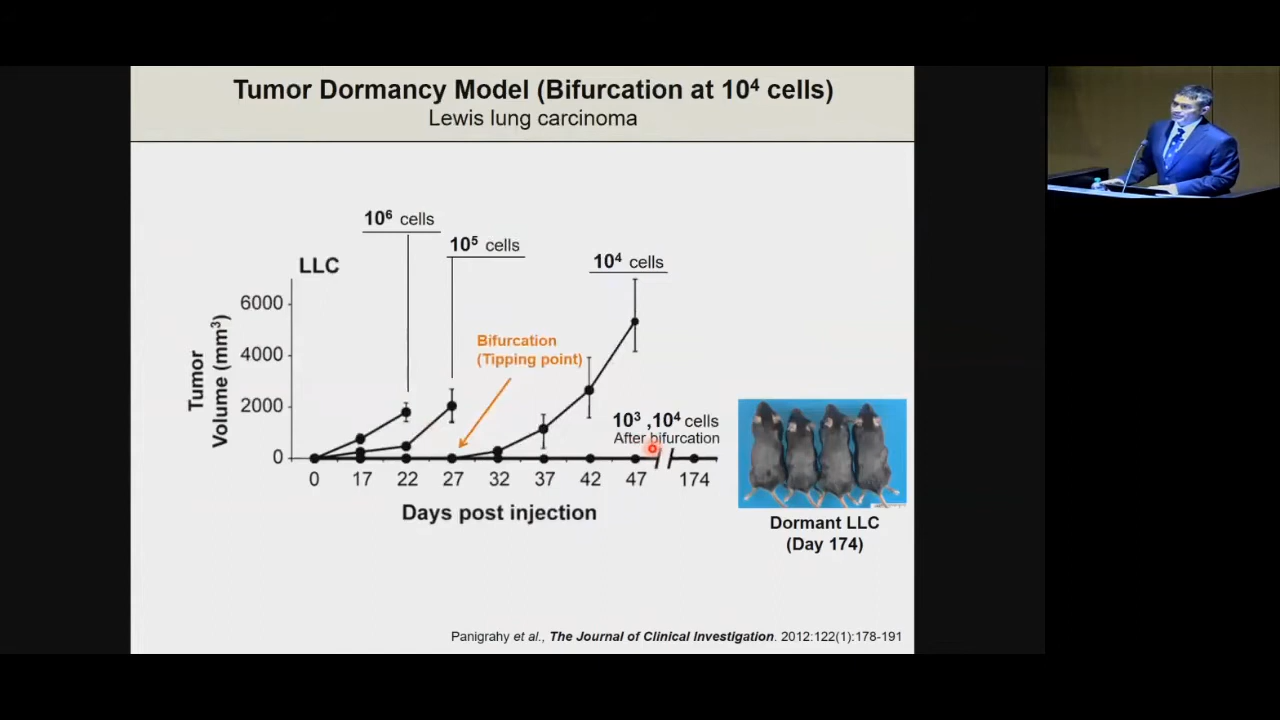 Tumor Dormancy Model (Bifurcation at 10⁴ cells)
Lewis lung carcinoma
10⁶ cells
10⁵ cells
10⁴ cells
LLC
6000
4000
2000
0
Tumor
Volume (mm³)
Bifurcation
(Tipping point)
10³ ,10⁴ cells
After bifurcation
0 17 22 27 32 37 42 47 174
Days post injection
Dormant LLC
(Day 174)
Panigrahy et al., The Journal of Clinical Investigation. 2012:122(1):178-191